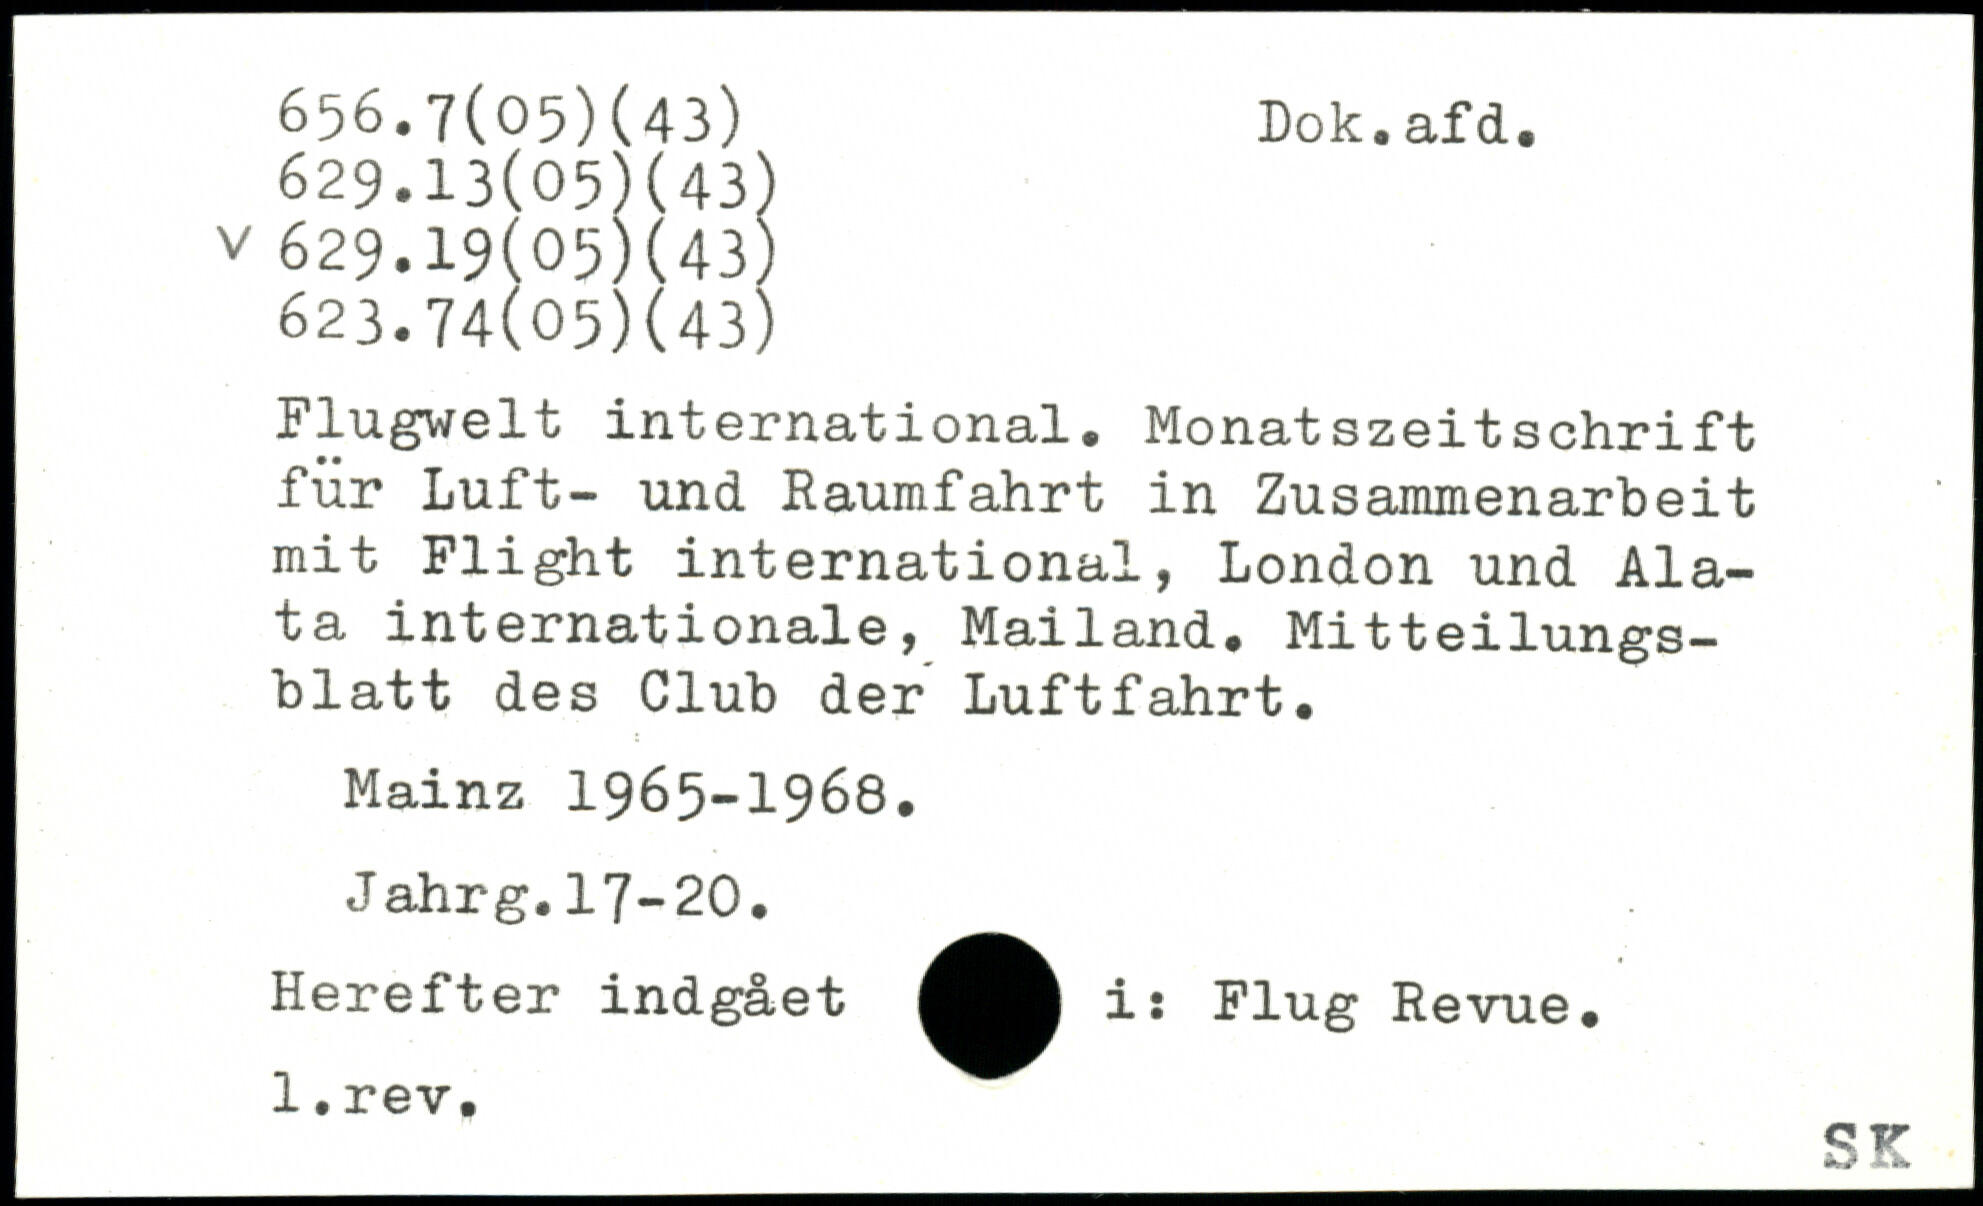 656.7(05)(43) Dok.afd.
629.13(05)(43)
v 629.19(05)(43)
623.74(05)(43)
Flugwelt international. Monatszeitschrift
für Luft- und Raumfahrt in Zusammenarbeit
mit Flight international, London und Ala-
ta internationale, Mailand. Mitteilungs-
blatt des Club der Luftfahrt.
Mainz 1965-1968.
Jahrg.17-20.
Herefter indgået i: Flug Revue.
1.rev.
SK